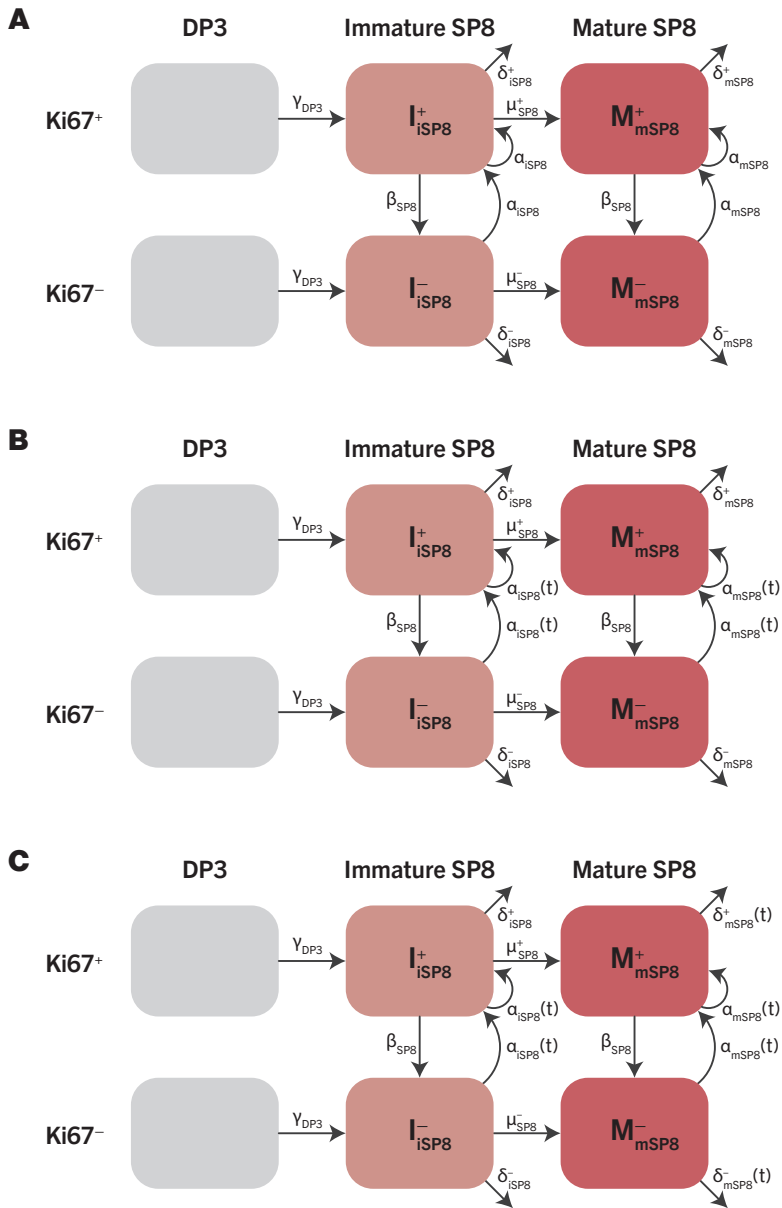 A
DP3 Immature SP8 Mature SP8
δ⁺iSP8 δ⁺mSP8
Ki67⁺ γDP3 I⁺iSP8 μ⁺SP8 M⁺mSP8
αiSP8 αmSP8
βSP8 αiSP8 βSP8 αmSP8
Ki67⁻ γDP3 I⁻iSP8 μ⁻SP8 M⁻mSP8
δ⁻iSP8 δ⁻mSP8
B
DP3 Immature SP8 Mature SP8
δ⁺iSP8 δ⁺mSP8
Ki67⁺ γDP3 I⁺iSP8 μ⁺SP8 M⁺mSP8
αiSP8(t) αmSP8(t)
βSP8 αiSP8(t) βSP8 αmSP8(t)
Ki67⁻ γDP3 I⁻iSP8 μ⁻SP8 M⁻mSP8
δ⁻iSP8 δ⁻mSP8
C
DP3 Immature SP8 Mature SP8
δ⁺iSP8 δ⁺mSP8(t)
Ki67⁺ γDP3 I⁺iSP8 μ⁺SP8 M⁺mSP8
αiSP8(t) αmSP8(t)
βSP8 αiSP8(t) βSP8 αmSP8(t)
Ki67⁻ γDP3 I⁻iSP8 μ⁻SP8 M⁻mSP8
δ⁻iSP8 δ⁻mSP8(t)